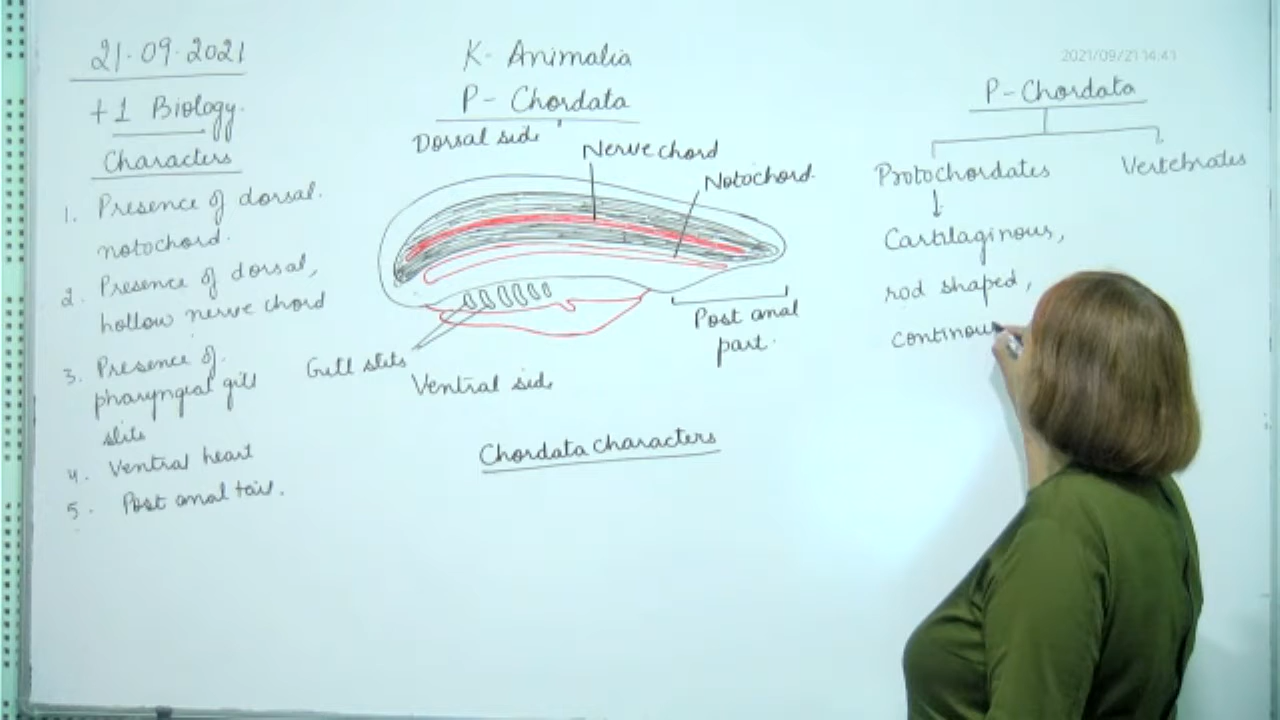 21.09.2021
+1 Biology.
Characters
1. Presence of dorsal.
notochord.
2. Presence of dorsal,
hollow nerve chord
3. Presence of.
pharyngeal gill
slits
4. Ventral heart
5. Post anal tail.
K- Animalia
P- Chordata
Dorsal side
Nerve chord
Notochord.
Post anal
part.
Gill slits
Ventral side
Chordata characters
2021/09/21 14:41
P- Chordata
Protochordates
Vertebrates
Cartilaginous,
rod shaped,
continous